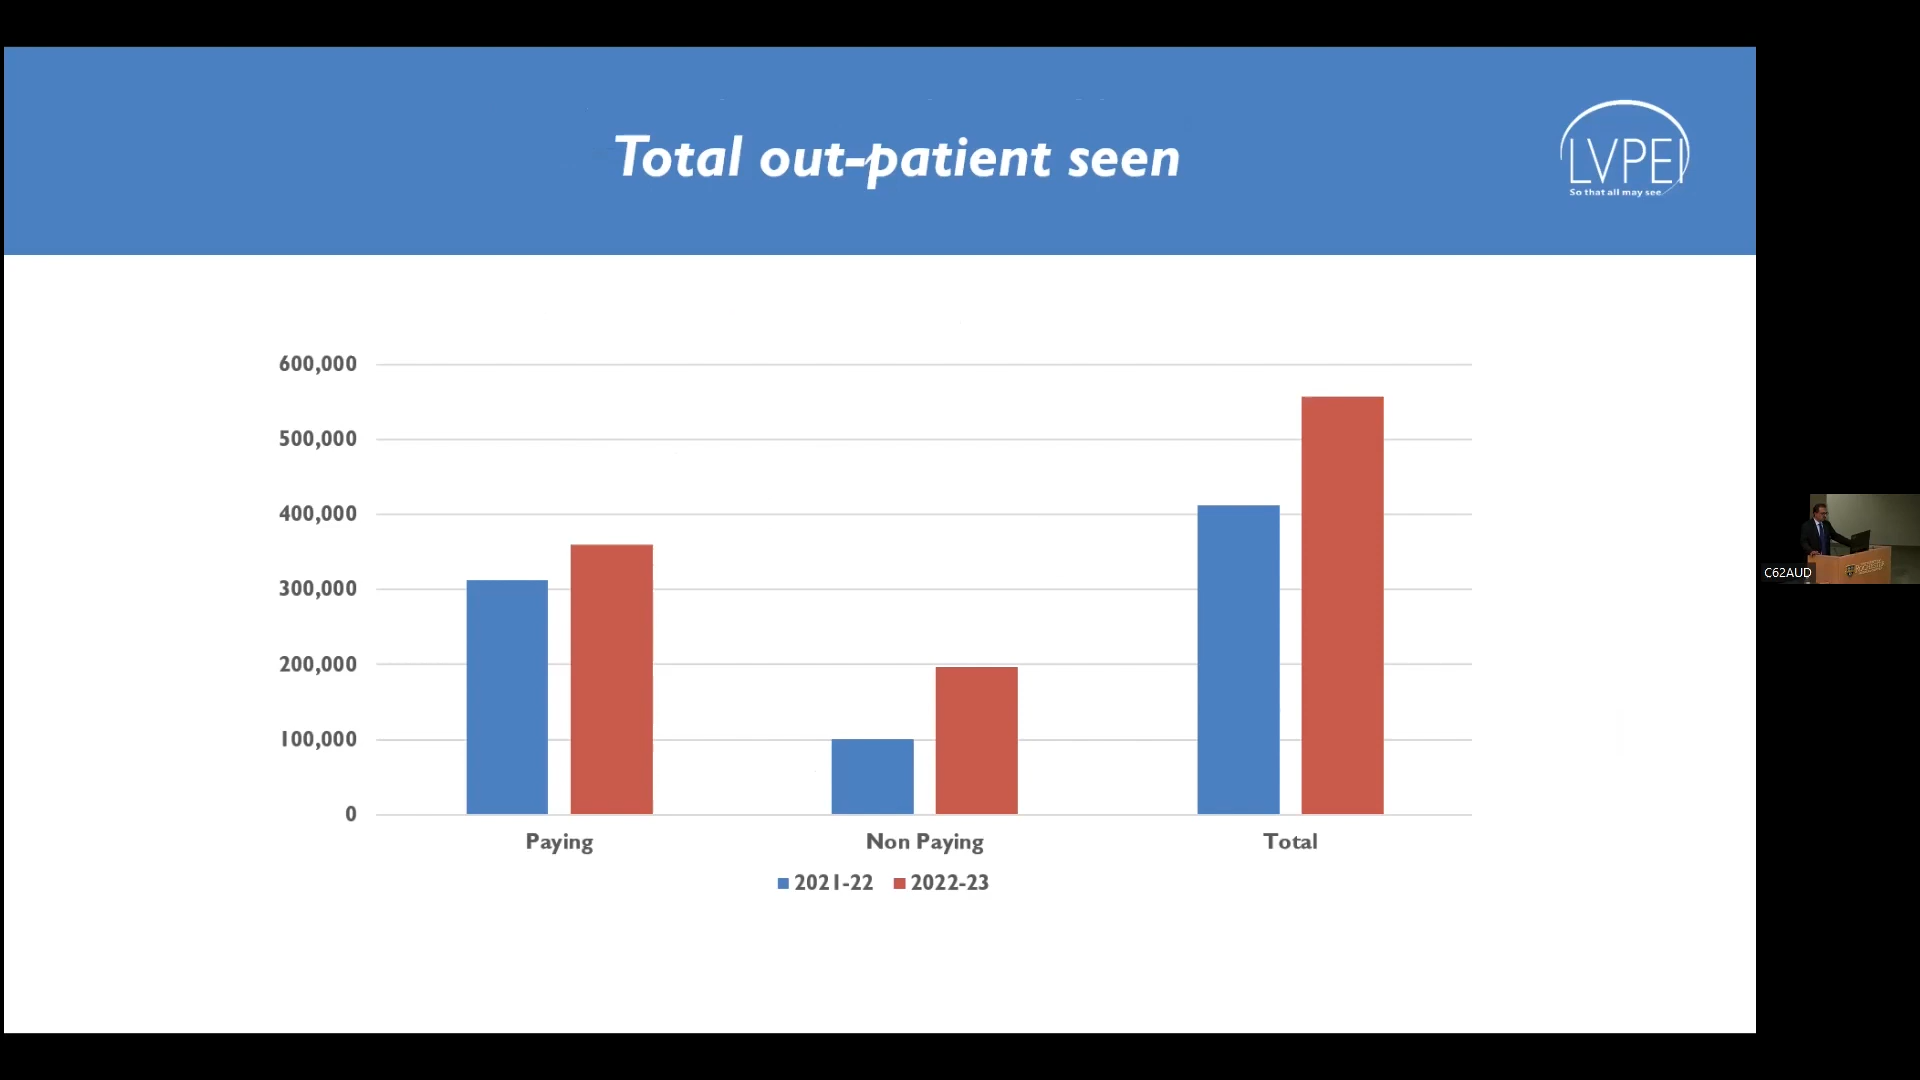 Total out-patient seen
LVPEI
So that all may see
600,000
500,000
400,000
300,000
200,000
100,000
0
Paying Non Paying Total
2021-22 2022-23
C62AUD